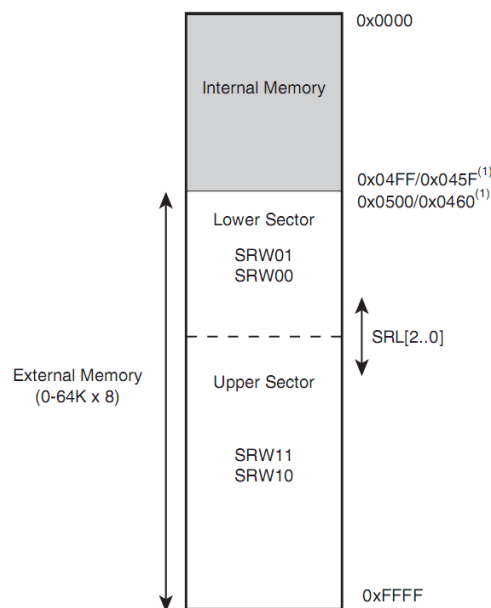 0x0000
Internal Memory
0x04FF/0x045F(1)
0x0500/0x0460(1)
Lower Sector
SRW01
SRW00
SRL[2..0]
External Memory
(0-64K x 8)
Upper Sector
SRW11
SRW10
0xFFFF